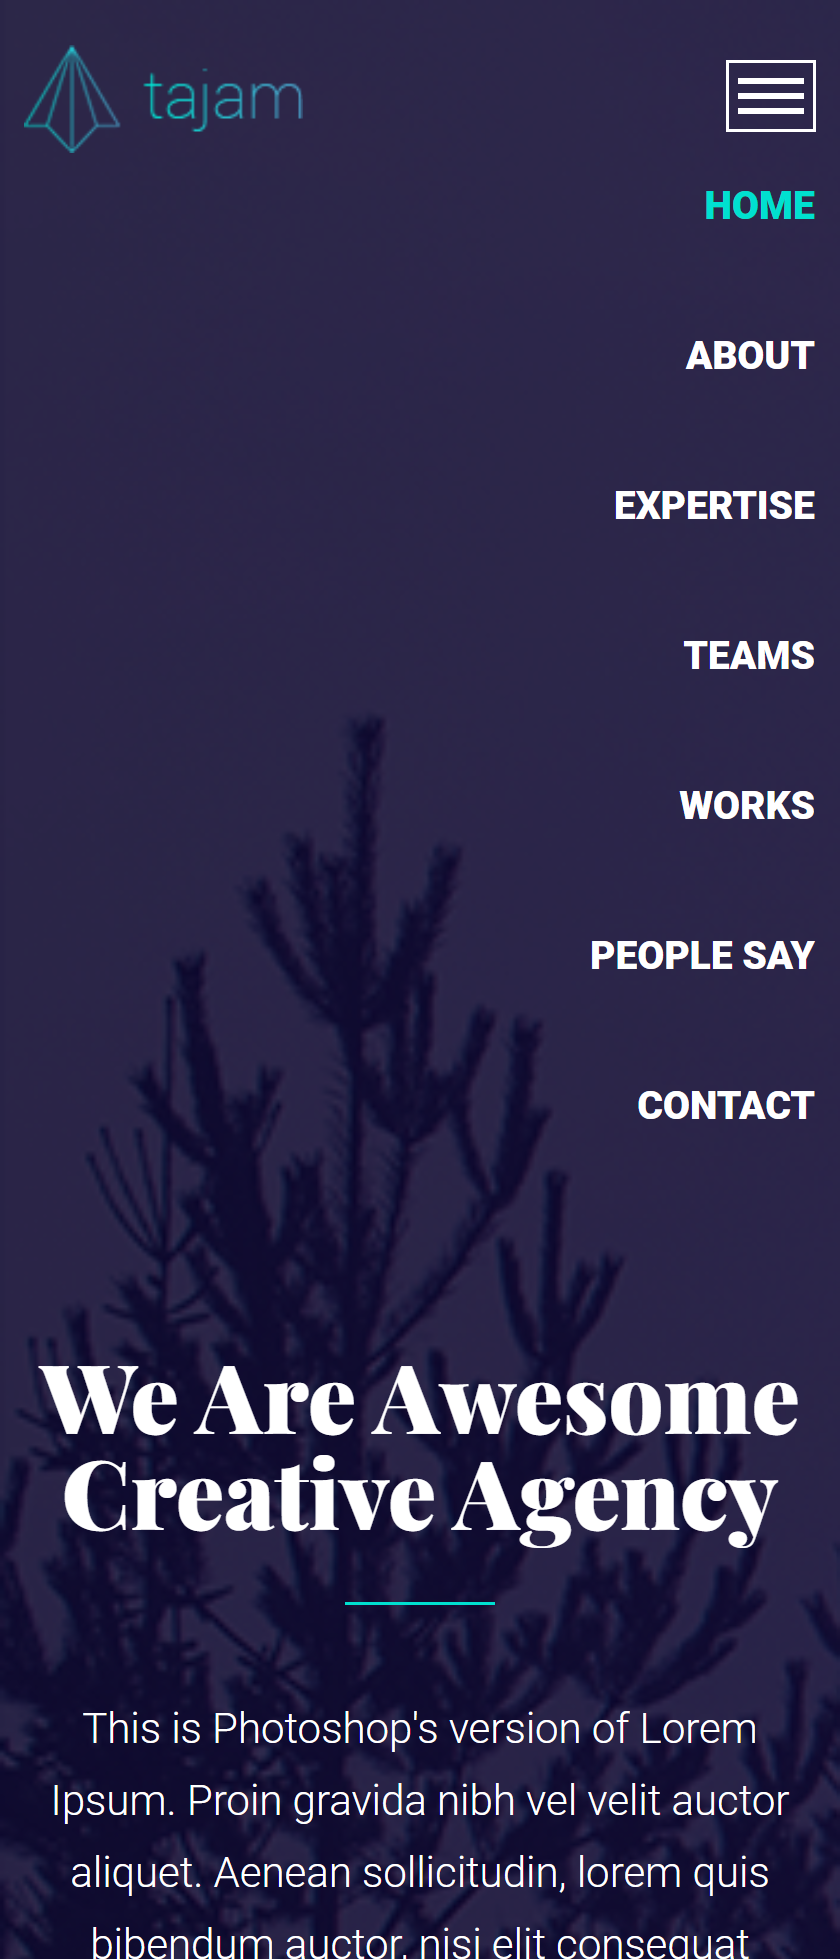 tajam
HOME
ABOUT
EXPERTISE
TEAMS
WORKS
PEOPLE SAY
CONTACT
We Are Awesome
Creative Agency
This is Photoshop's version of Lorem
Ipsum. Proin gravida nibh vel velit auctor
aliquet. Aenean sollicitudin, lorem quis
bibendum auctor, nisi elit consequat